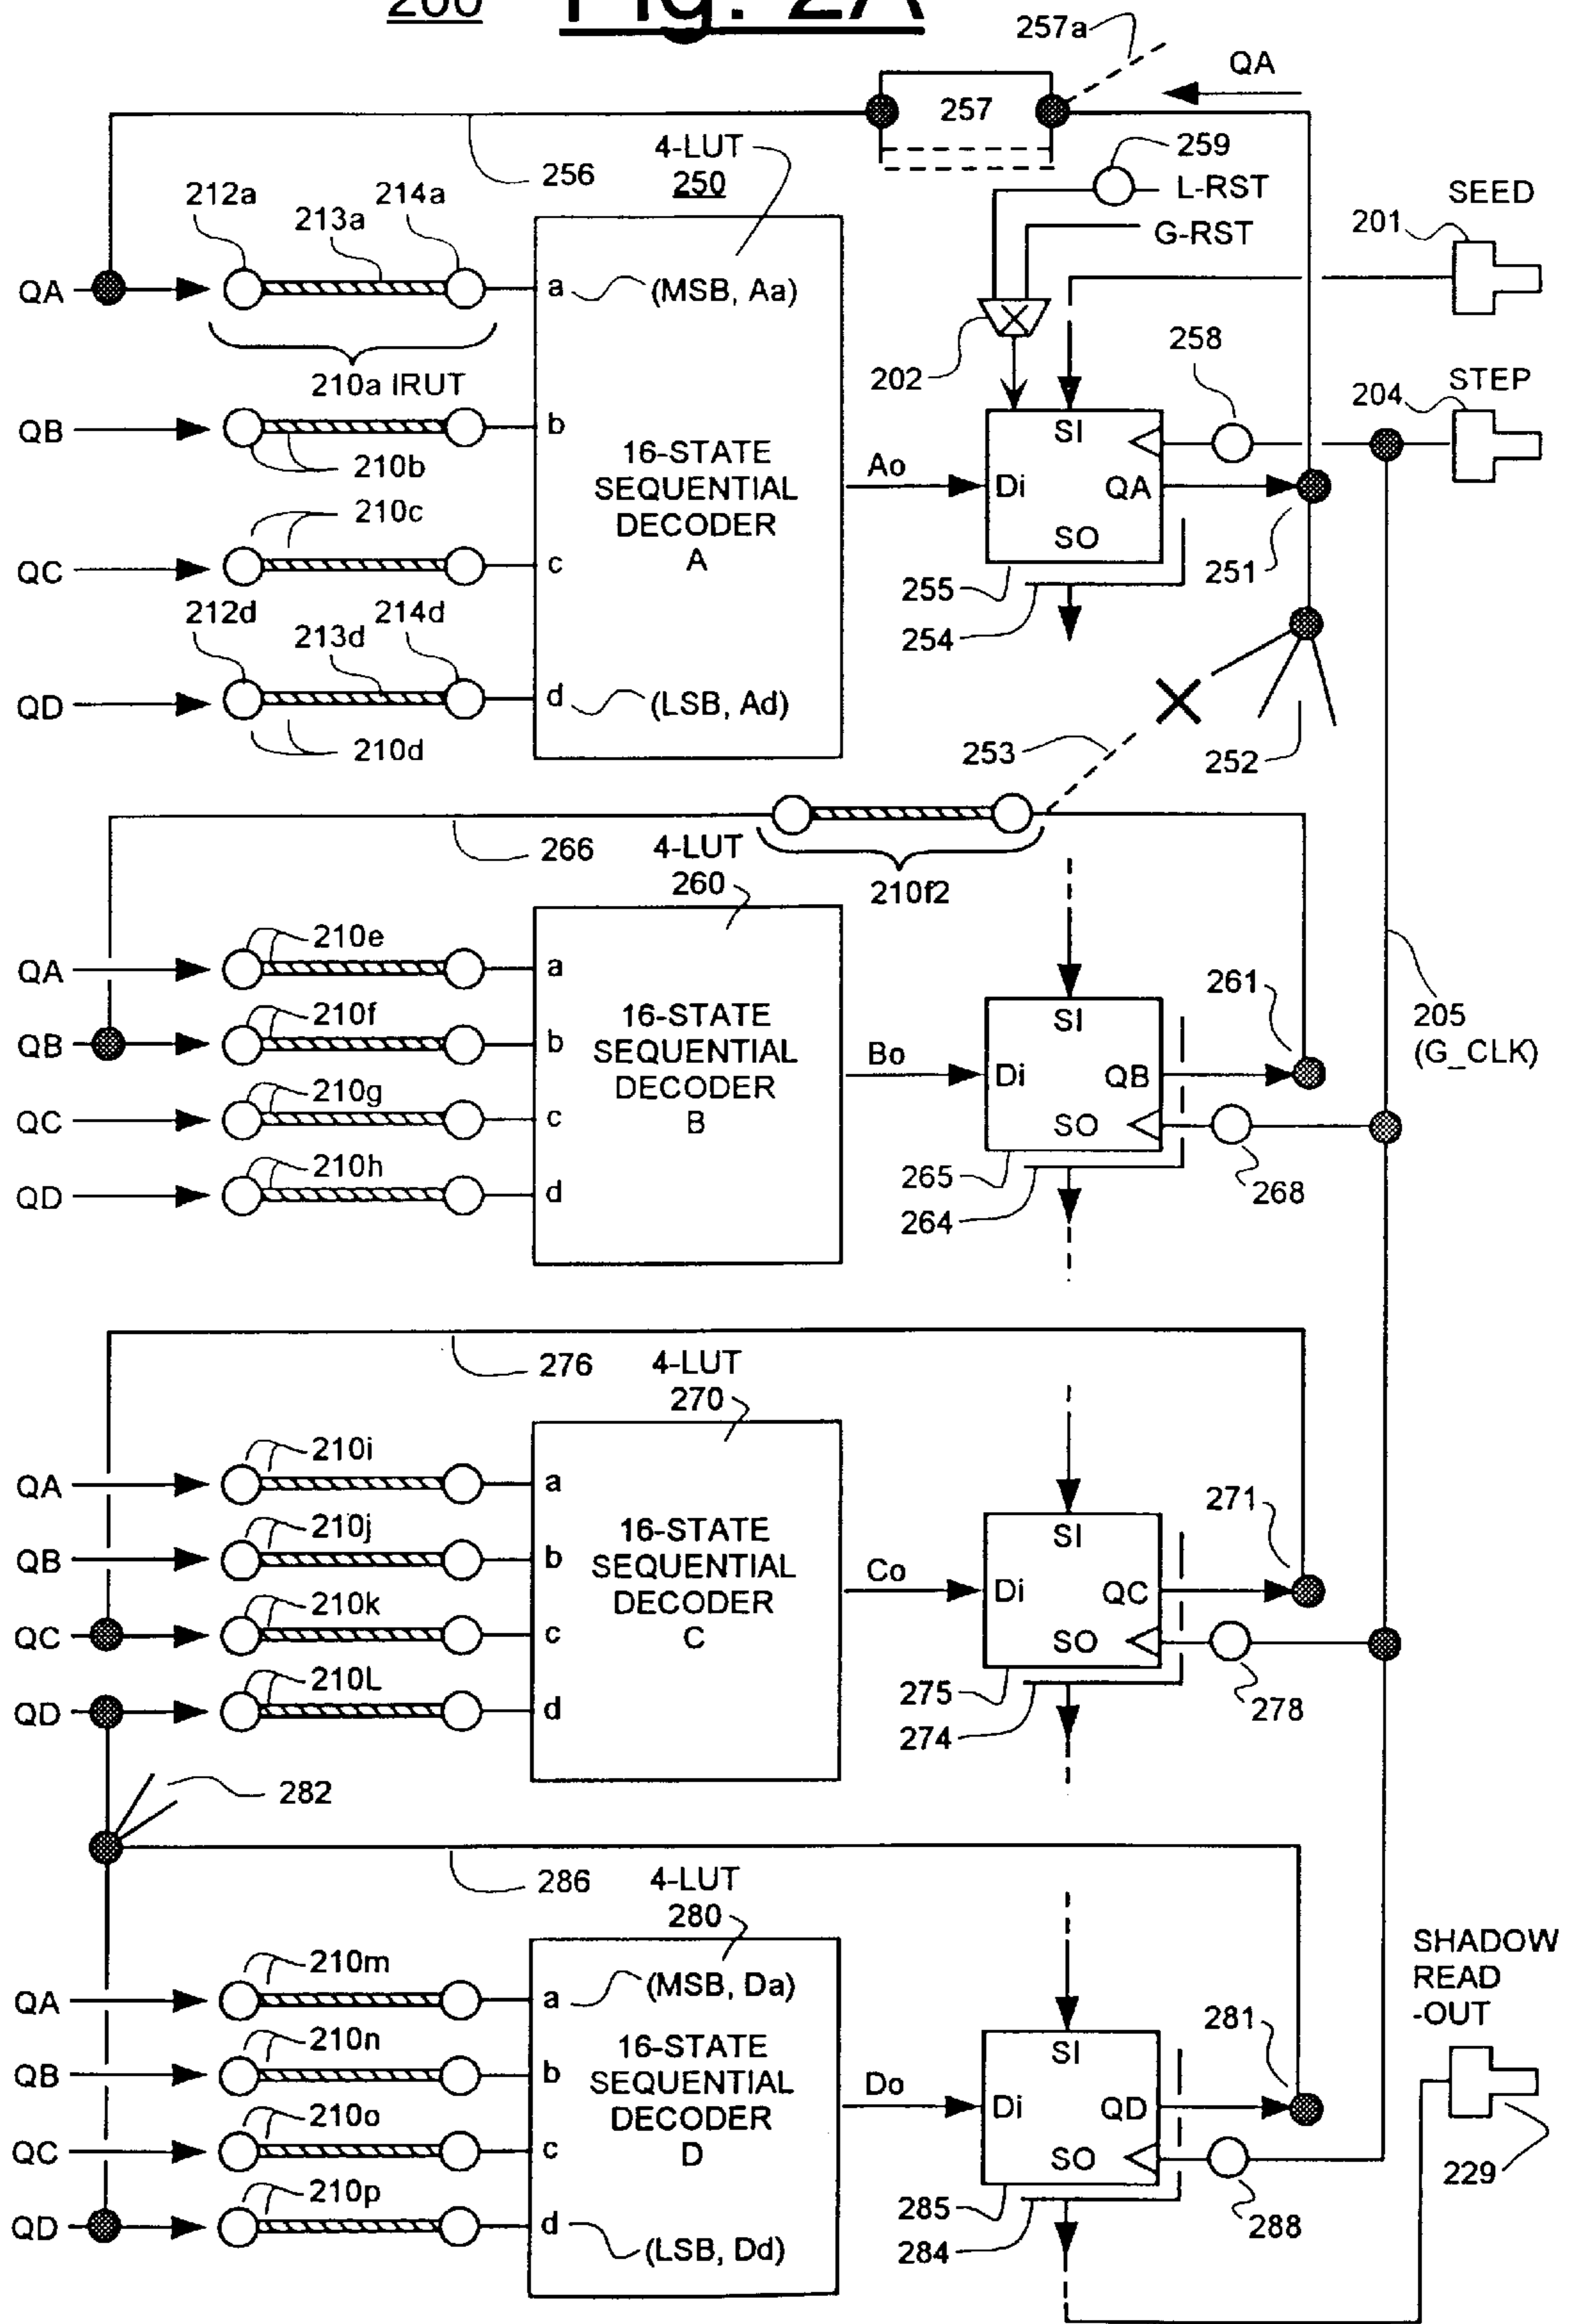 200 Fig. 2A
257a
QA
257
4-LUT
250
259
256
L-RST
SEED
212a
214a
213a
201
G-RST
QA
a
(MSB, Aa)
258
210a IRUT
202
204
STEP
QB
b
SI
210b
16-STATE
SEQUENTIAL
DECODER
A
Ao
Di
QA
210c
SO
QC
c
255
251
212d
214d
213d
254
QD
d
(LSB, Ad)
210d
253
252
266
4-LUT
260
210f2
210e
QA
a
261
210f
SI
205
(G_CLK)
QB
b
16-STATE
SEQUENTIAL
DECODER
B
Bo
Di
QB
210g
QC
c
SO
210h
265
268
QD
d
264
276
4-LUT
270
210i
QA
a
271
210j
16-STATE
SEQUENTIAL
DECODER
C
SI
QB
b
Co
Di
QC
210k
QC
c
SO
210L
275
278
QD
d
274
282
286
4-LUT
280
SHADOW
READ
-OUT
210m
(MSB, Da)
QA
a
281
210n
16-STATE
SEQUENTIAL
DECODER
D
SI
QB
b
Do
Di
QD
210o
QC
c
SO
229
210p
285
288
QD
d
(LSB, Dd)
284